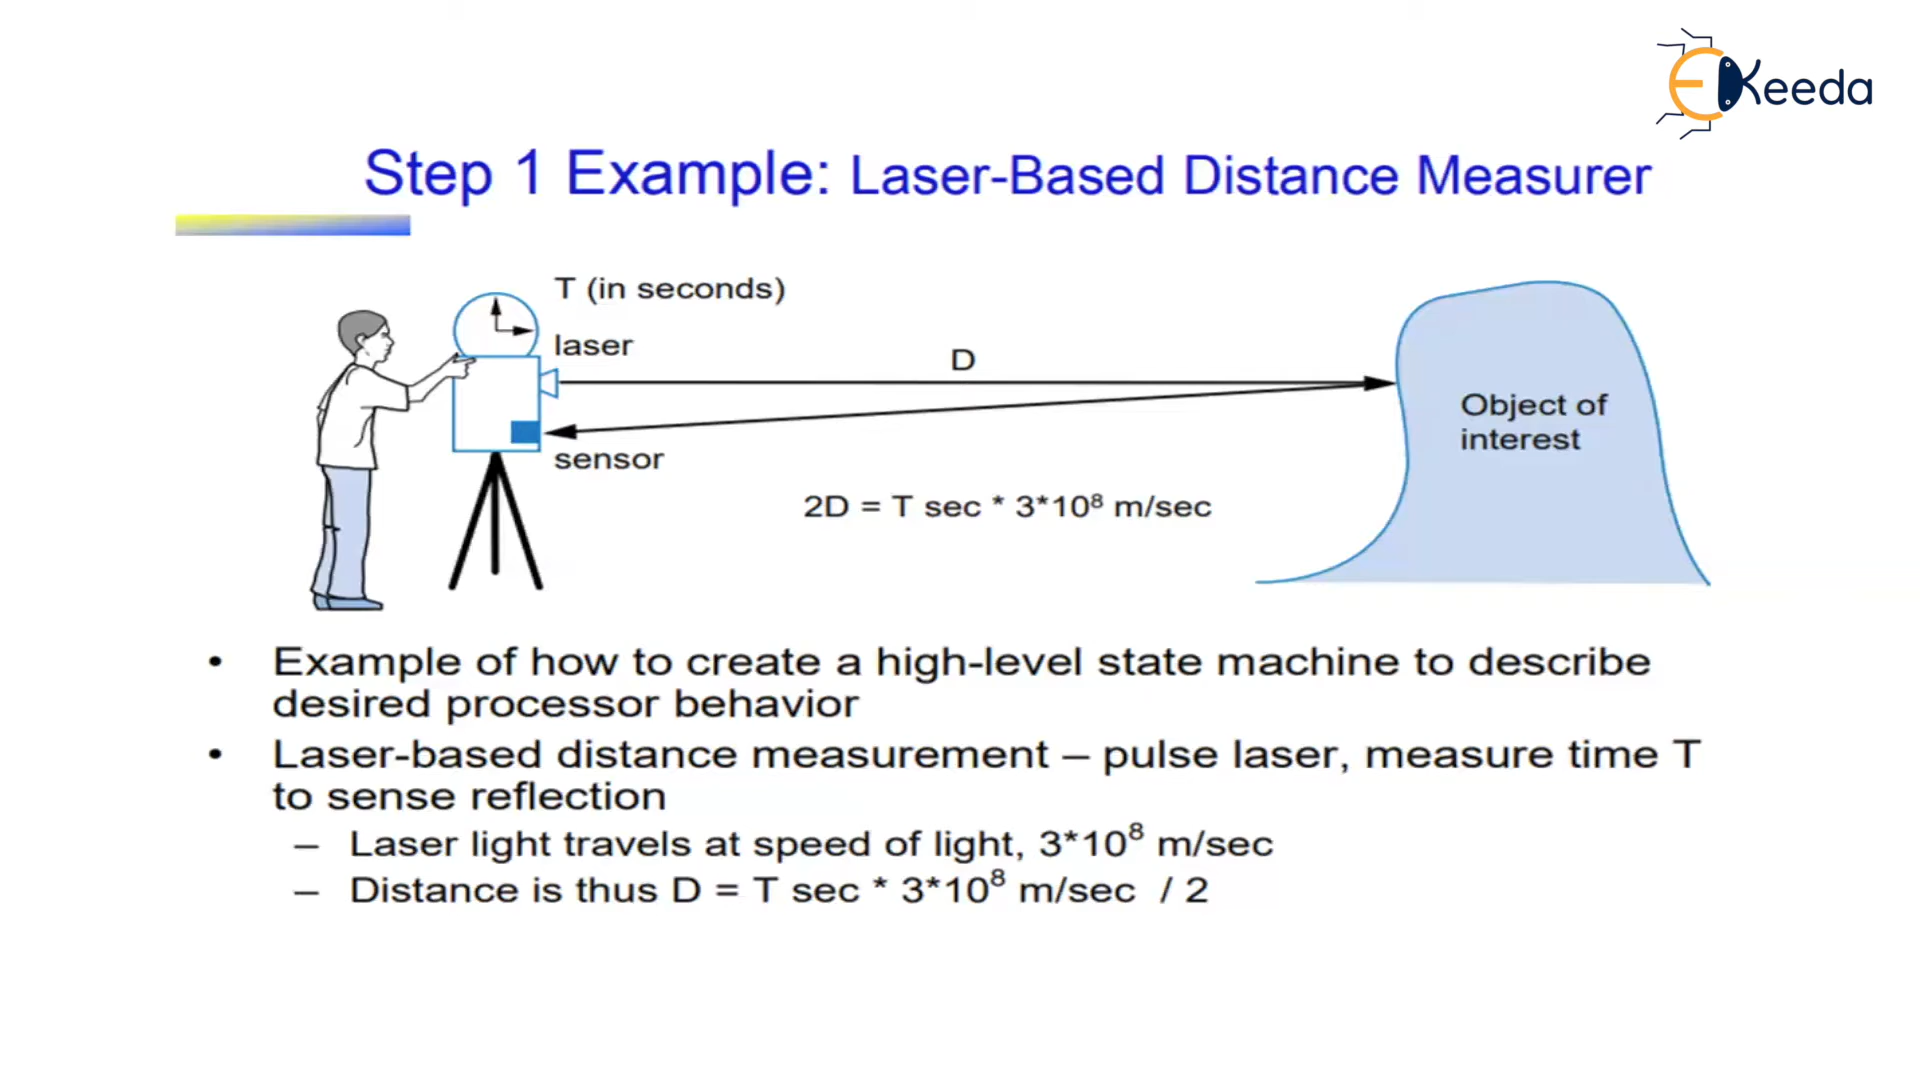 EKeeda
Step 1 Example: Laser-Based Distance Measurer
T (in seconds)
laser
D
Object of
interest
sensor
2D = T sec * 3*10⁸ m/sec
• Example of how to create a high-level state machine to describe
desired processor behavior
• Laser-based distance measurement – pulse laser, measure time T
to sense reflection
– Laser light travels at speed of light, 3*10⁸ m/sec
– Distance is thus D = T sec * 3*10⁸ m/sec / 2